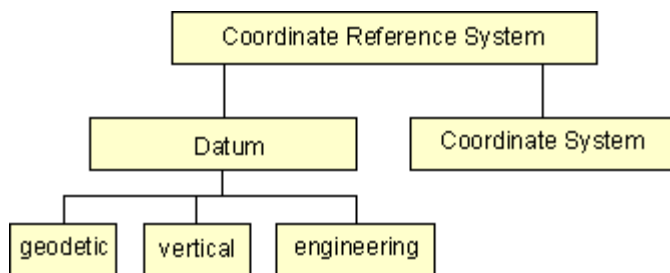 Coordinate Reference System
Datum
Coordinate System
geodetic
vertical
engineering